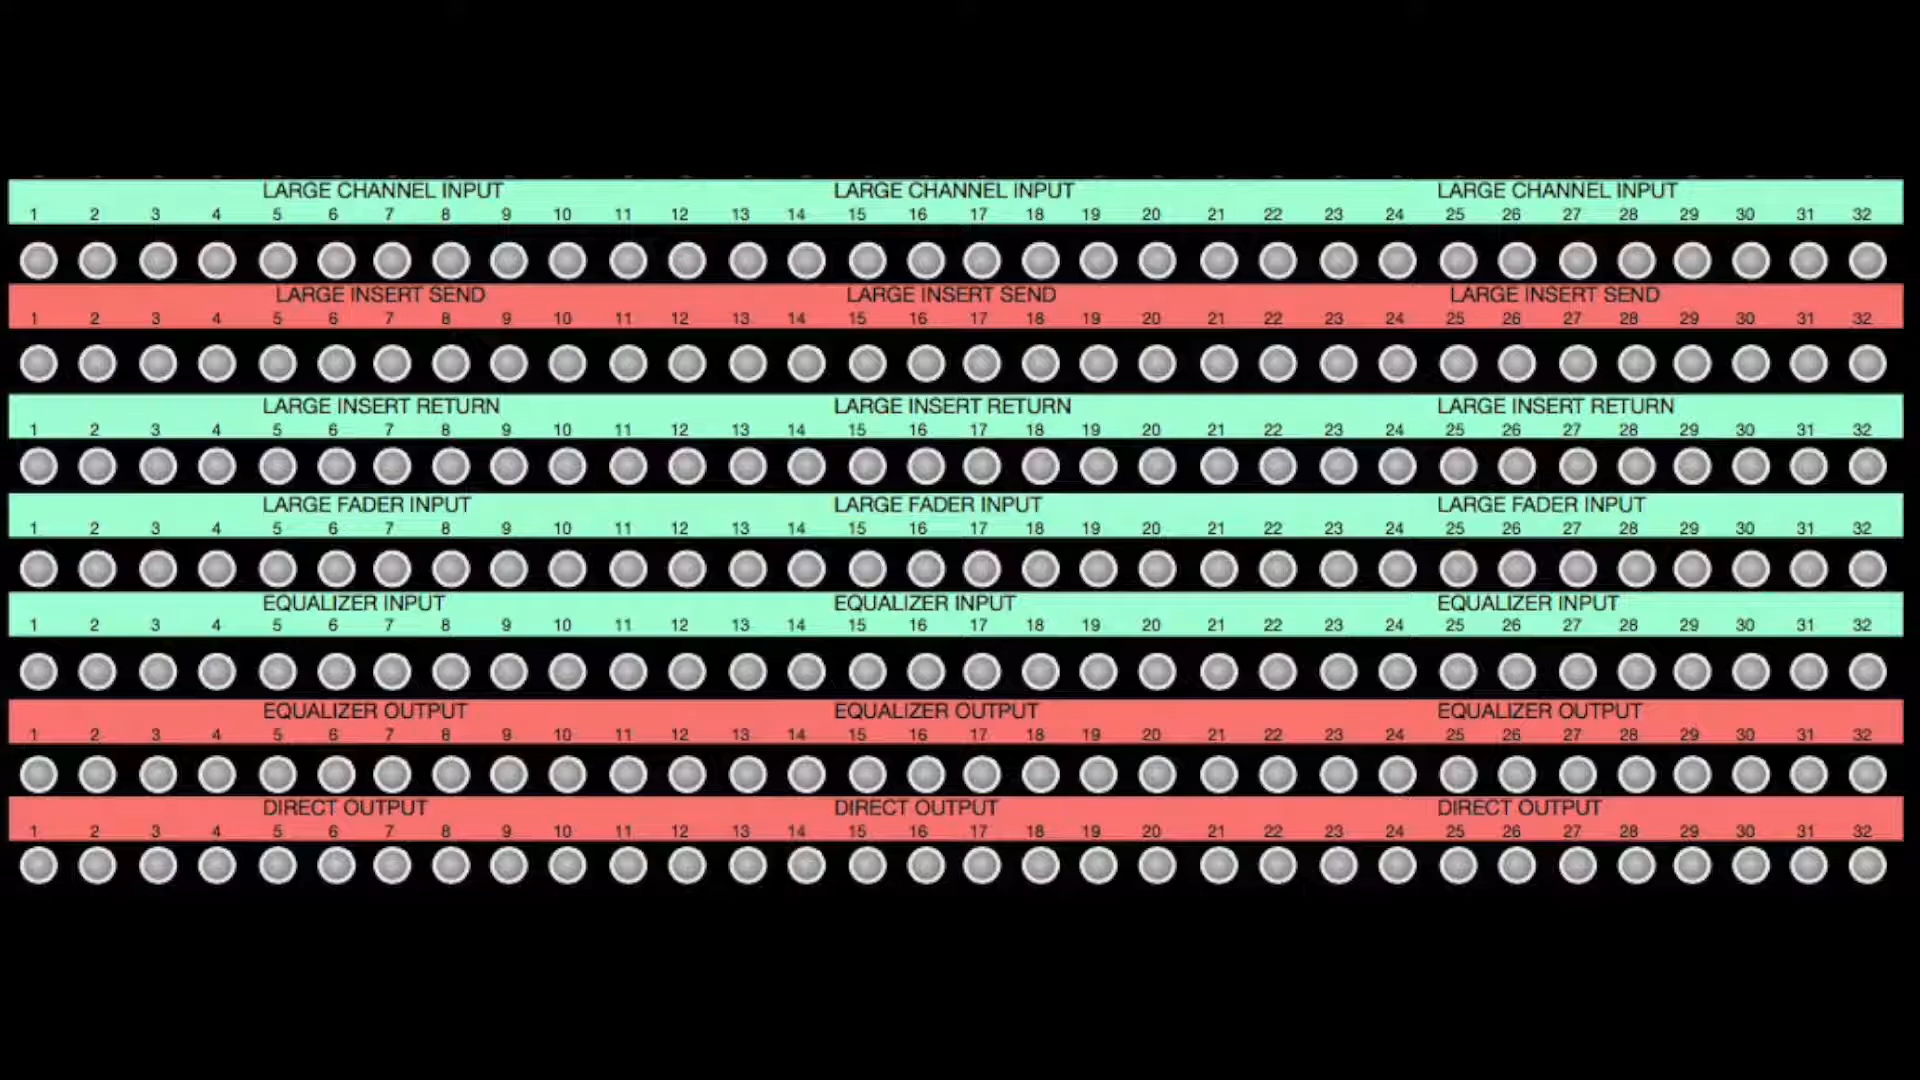 LARGE CHANNEL INPUT LARGE CHANNEL INPUT LARGE CHANNEL INPUT
1 2 3 4 5 6 7 8 9 10 11 12 13 14 15 16 17 18 19 20 21 22 23 24 25 26 27 28 29 30 31 32
LARGE INSERT SEND LARGE INSERT SEND LARGE INSERT SEND
1 2 3 4 5 6 7 8 9 10 11 12 13 14 15 16 17 18 19 20 21 22 23 24 25 26 27 28 29 30 31 32
LARGE INSERT RETURN LARGE INSERT RETURN LARGE INSERT RETURN
1 2 3 4 5 6 7 8 9 10 11 12 13 14 15 16 17 18 19 20 21 22 23 24 25 26 27 28 29 30 31 32
LARGE FADER INPUT LARGE FADER INPUT LARGE FADER INPUT
1 2 3 4 5 6 7 8 9 10 11 12 13 14 15 16 17 18 19 20 21 22 23 24 25 26 27 28 29 30 31 32
EQUALIZER INPUT EQUALIZER INPUT EQUALIZER INPUT
1 2 3 4 5 6 7 8 9 10 11 12 13 14 15 16 17 18 19 20 21 22 23 24 25 26 27 28 29 30 31 32
EQUALIZER OUTPUT EQUALIZER OUTPUT EQUALIZER OUTPUT
1 2 3 4 5 6 7 8 9 10 11 12 13 14 15 16 17 18 19 20 21 22 23 24 25 26 27 28 29 30 31 32
DIRECT OUTPUT DIRECT OUTPUT DIRECT OUTPUT
1 2 3 4 5 6 7 8 9 10 11 12 13 14 15 16 17 18 19 20 21 22 23 24 25 26 27 28 29 30 31 32